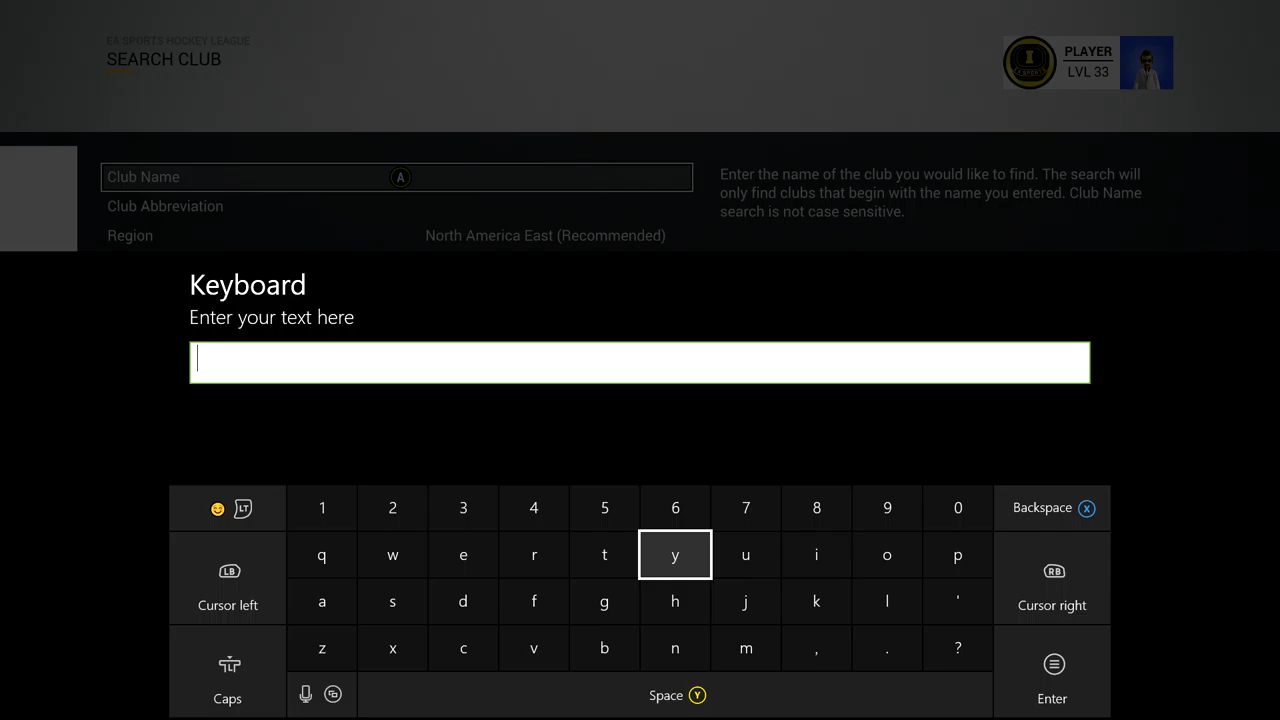 EA SPORTS HOCKEY LEAGUE
SEARCH CLUB
I
PLAYER
LVL 33
Club Name A
Club Abbreviation
Region North America East (Recommended)
Enter the name of the club you would like to find. The search will
only find clubs that begin with the name you entered. Club Name
search is not case sensitive.
Keyboard
Enter your text here
LT 1 2 3 4 5 6 7 8 9 0 Backspace X
q w e r t y u i o p
LB RB
Cursor left a s d f g h j k l ' Cursor right
z x c v b n m , . ?
LT
Caps Space Y Enter